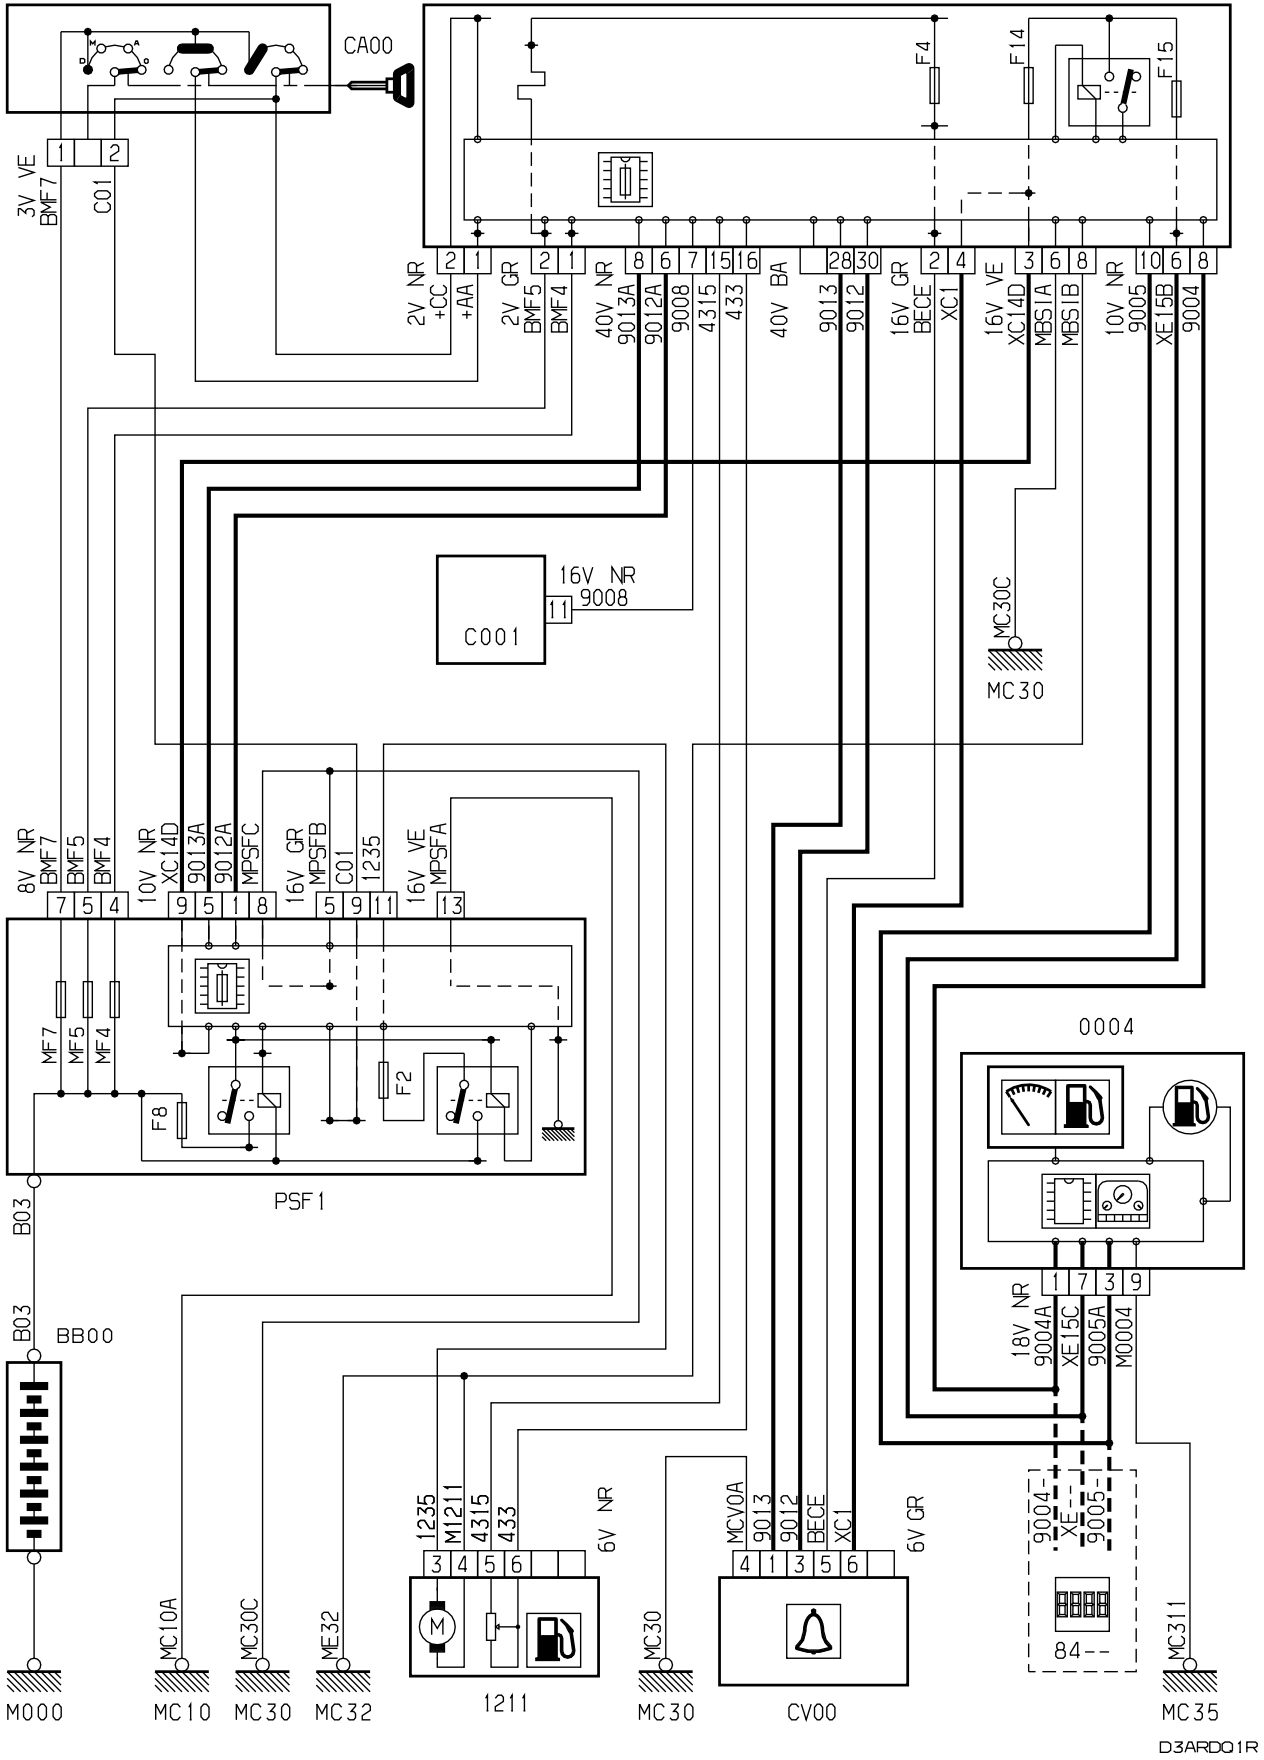 M A
D O
CA00
F4 F14 F15
1 2
3V VE
BMF7
C01
2 1 2 1 8 6 7 15 16 28 30 2 4 3 6 8 10 6 8
2V NR
+CC
+AA
2V GR
BMF5
BMF4
40V NR
9013A
9012A
9008
4315
433
40V BA
9013
9012
16V GR
BECE
XC1
16V VE
XC14D
MBSIA
MBSIB
10V NR
9005
XE15B
9004
16V NR
9008
11
C001
MC30C
MC30
8V NR
BMF7
BMF5
BMF4
10V NR
XC14D
9013A
9012A
MPSFC
16V GR
MPSFB
C01
1235
16V VE
MPSFA
7 5 4 9 5 1 8 5 9 11 13
MF7
MF5
MF4
F8
F2
PSF1
0004
1 7 3 9
18V NR
9004A
XE15C
9005A
M0004
B03
B03
BB00
1235
M1211
4315
433
6V NR
MCV0A
9013
9012
BECE
XC1
6V GR
9004-
XE--
9005-
3 4 5 6
4 1 3 5 6
M
84--
MC10A
MC30C
ME32
MC30
MC311
M000 MC10 MC30 MC32 1211 MC30 CV00 MC35
D3ARDQ1R